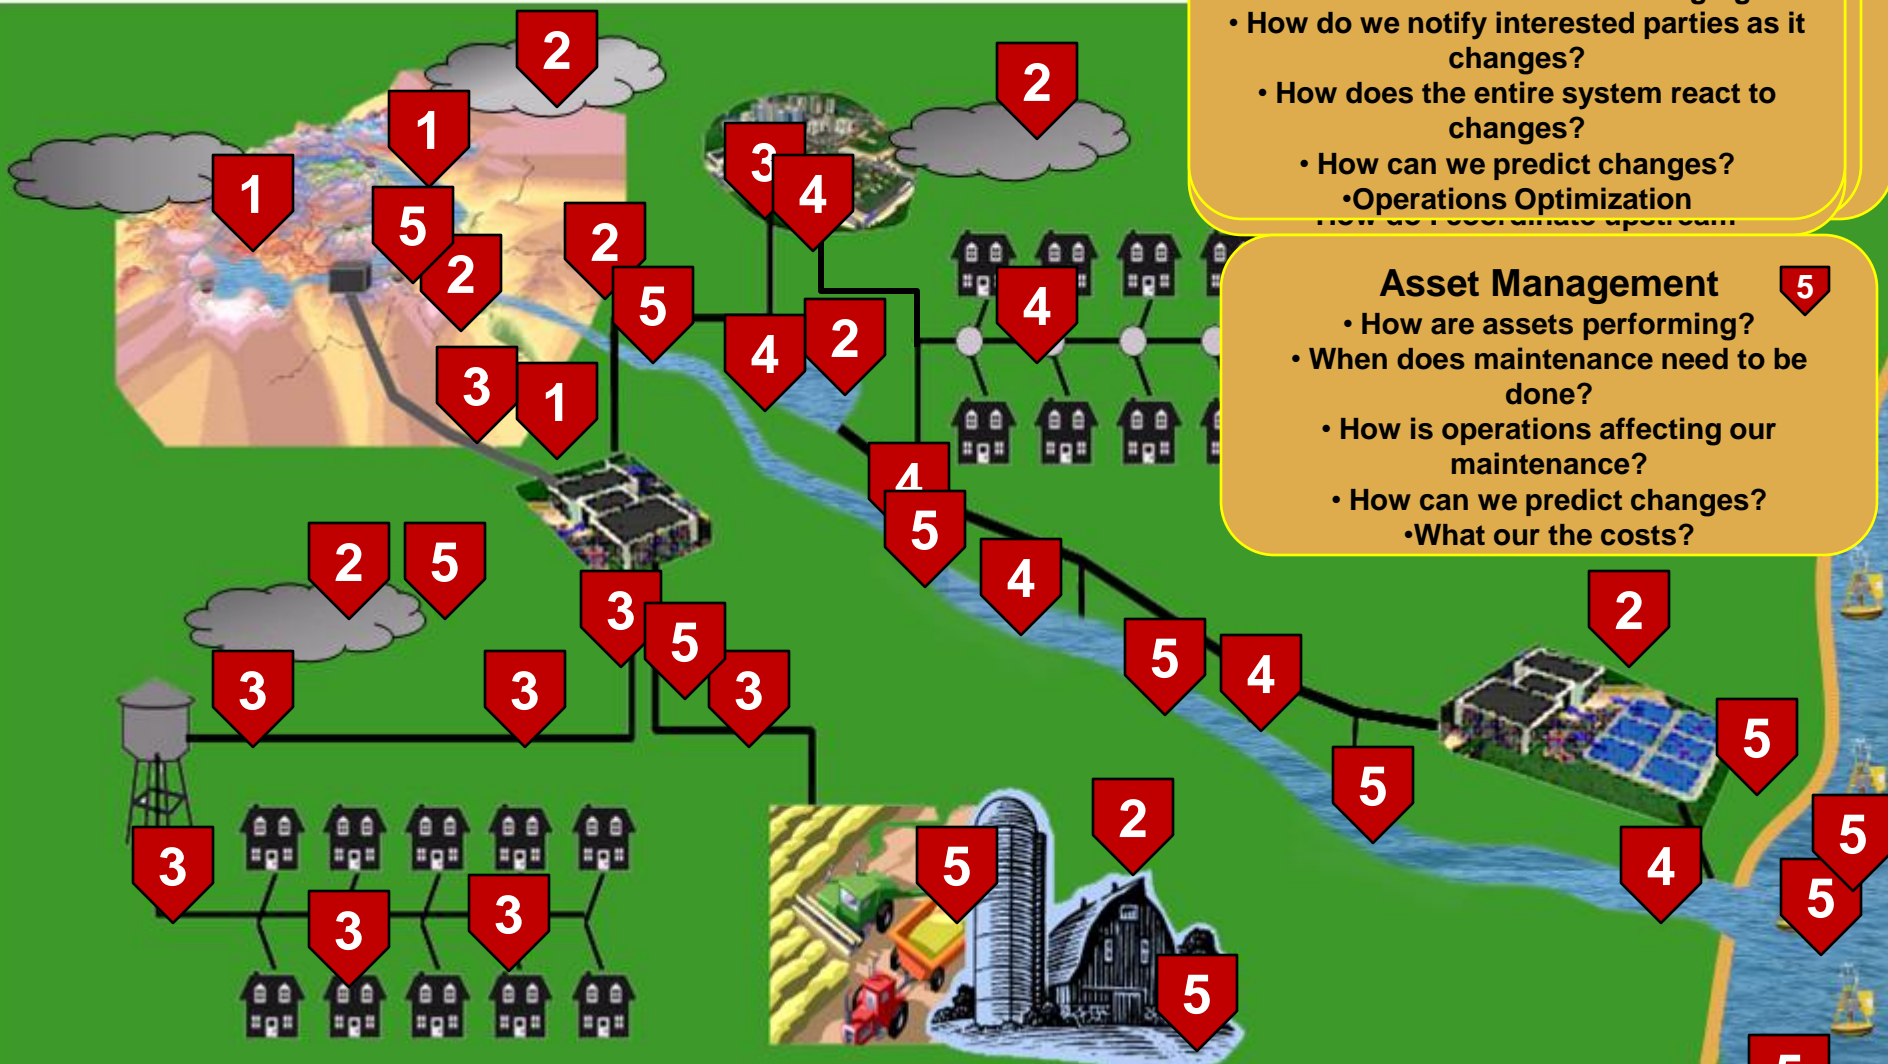 • How do we notify interested parties as it
changes?
• How does the entire system react to
changes?
• How can we predict changes?
•Operations Optimization
Asset Management 5
• How are assets performing?
• When does maintenance need to be
done?
• How is operations affecting our
maintenance?
• How can we predict changes?
•What our the costs?
2
2
1
3
1
4
5
2
2
5
4
4
2
3
1
4
5
2
5
4
3
2
5
5
4
3
3
3
5
5
2
5
3
5
4
5
3
3
5